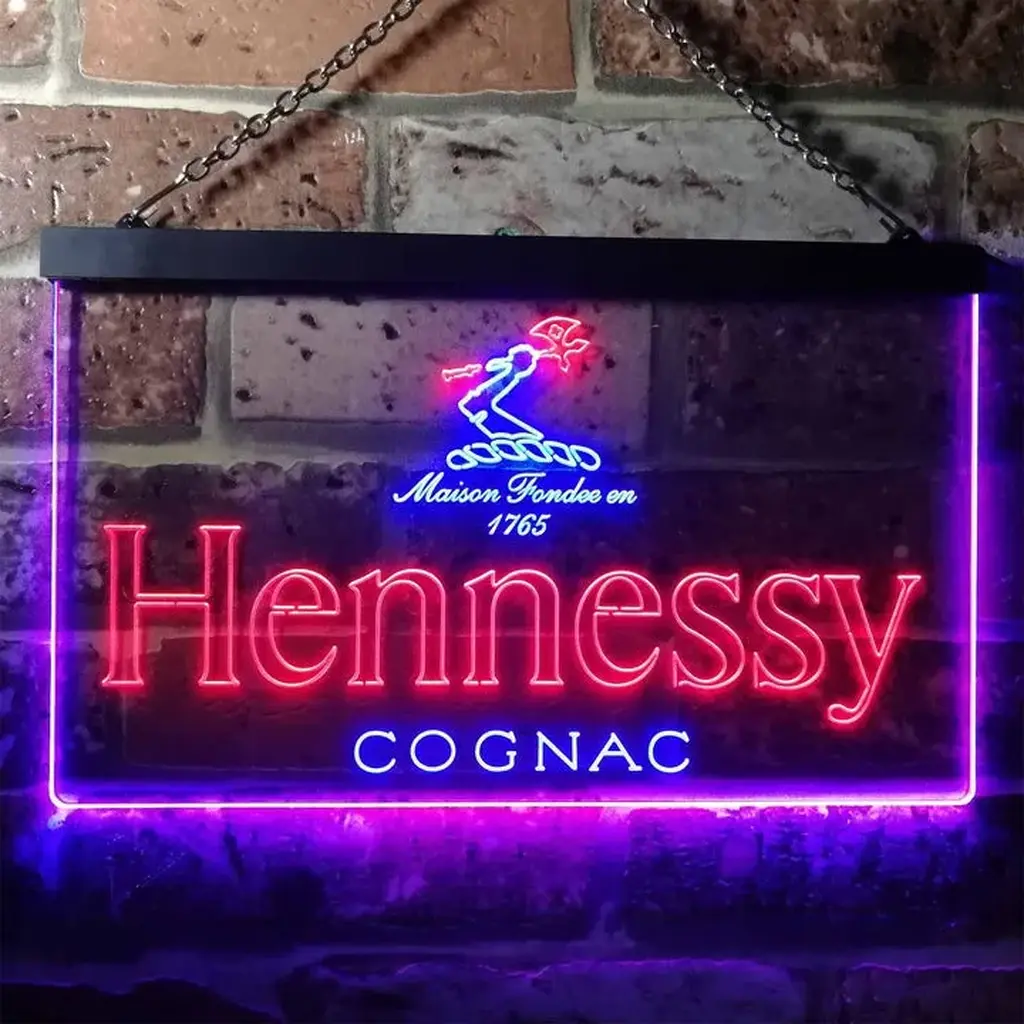 Maison Fondee en
1765
Hennessy
COGNAC